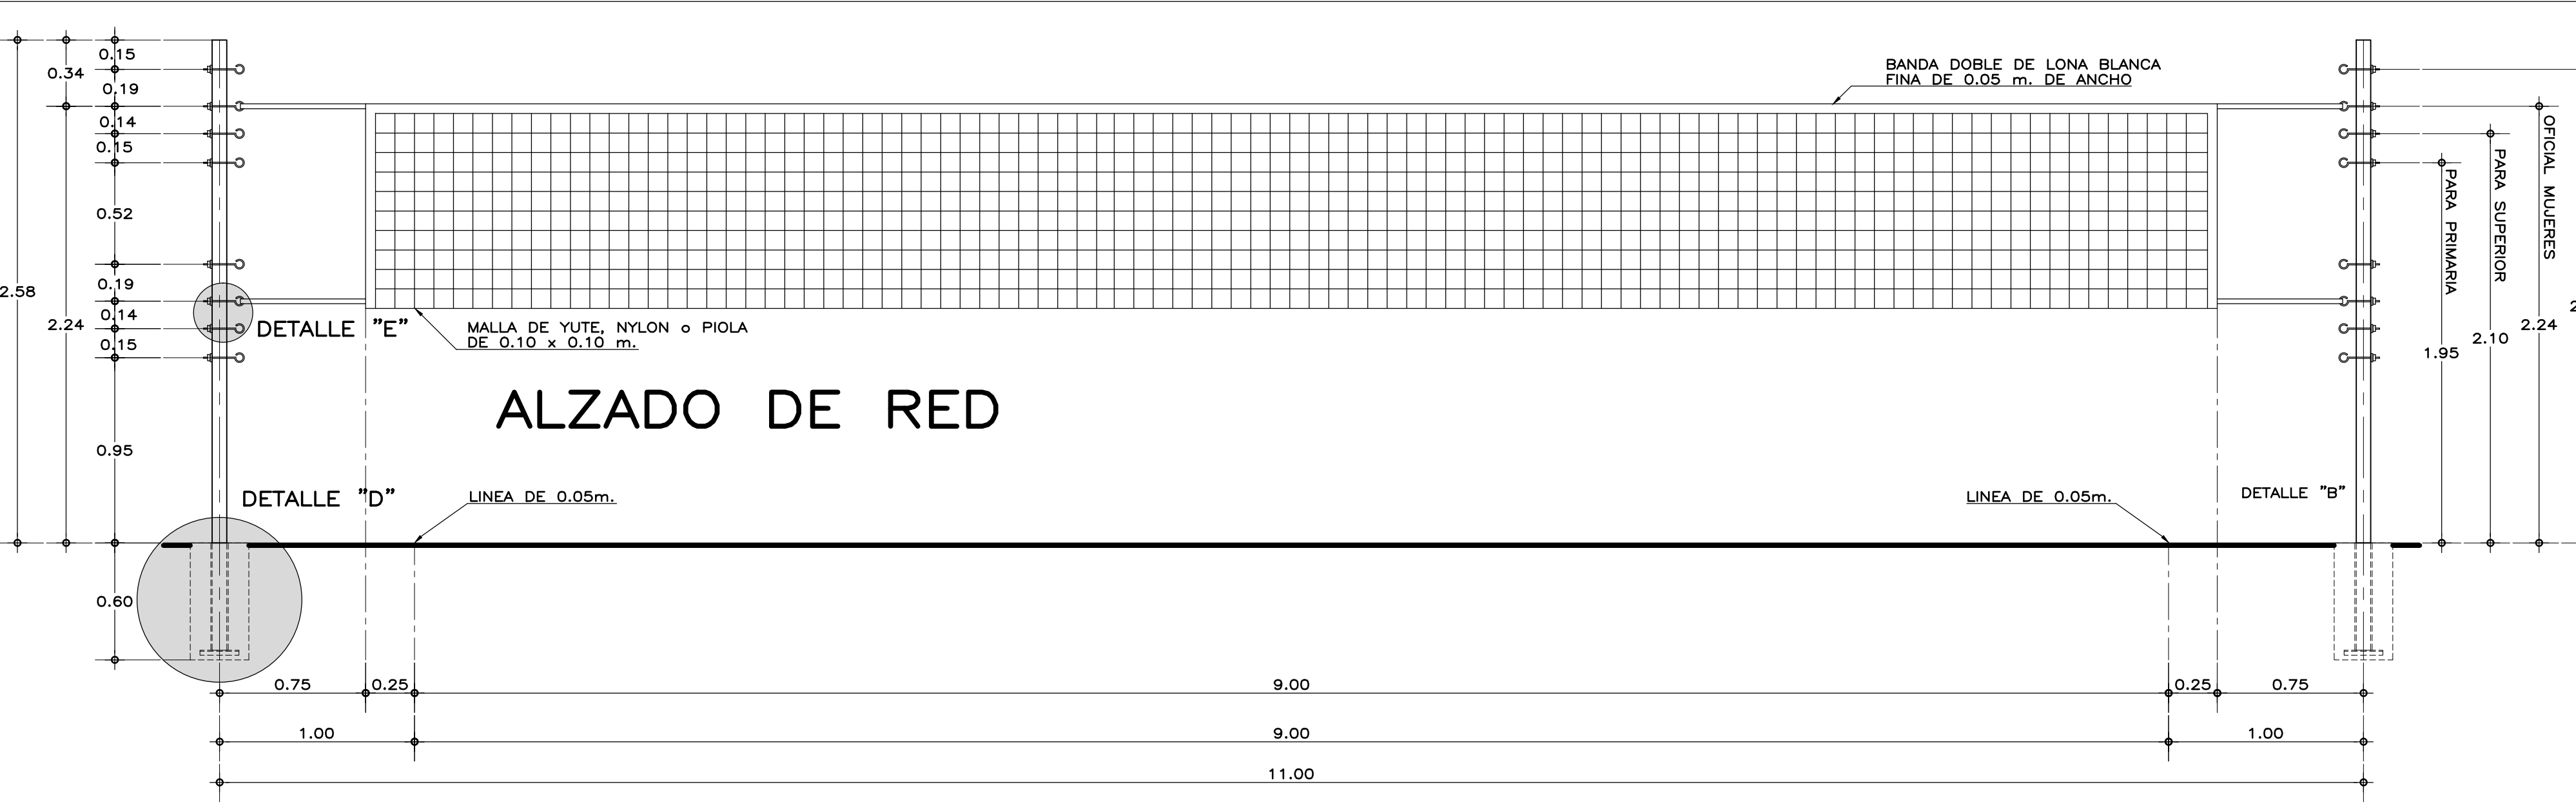 0.15
0.34
0.19
0.14
0.15
0.52
0.19
0.14
0.15
2.58
2.24
0.95
0.60
BANDA DOBLE DE LONA BLANCA
FINA DE 0.05 m. DE ANCHO
DETALLE "E"
MALLA DE YUTE, NYLON o PIOLA
DE 0.10 x 0.10 m.
ALZADO DE RED
DETALLE "D"
LINEA DE 0.05m.
LINEA DE 0.05m.
DETALLE "B"
PARA PRIMARIA
1.95
PARA SUPERIOR
2.10
OFICIAL MUJERES
2.24
0.75
0.25
9.00
0.25
0.75
1.00
9.00
1.00
11.00